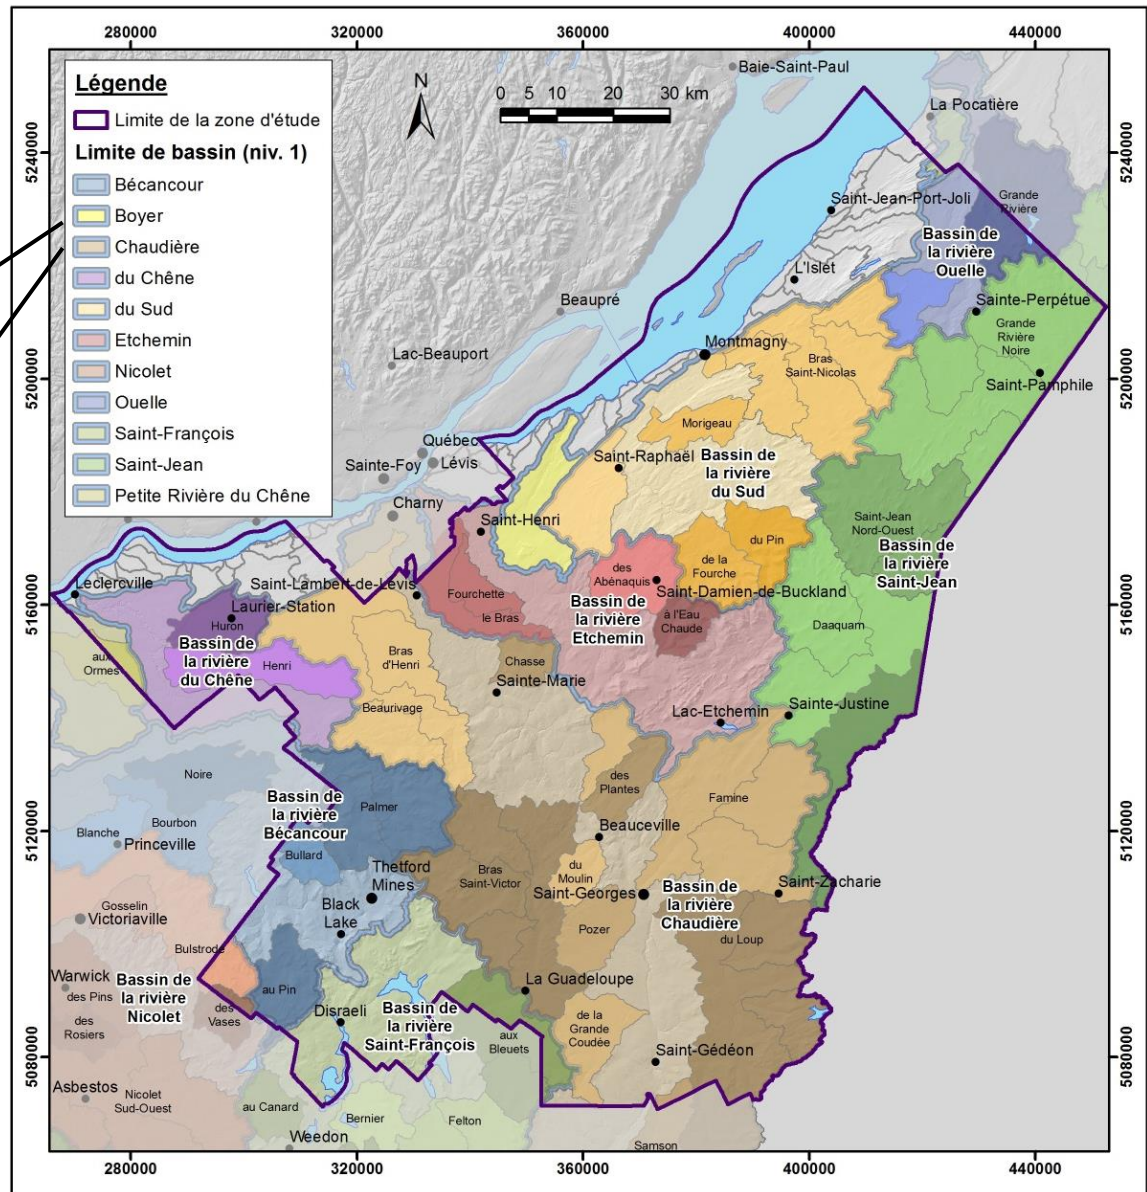 280000 320000 360000 400000 440000
Légende
Limite de la zone d'étude
Limite de bassin (niv. 1)
Bécancour
Boyer
Chaudière
du Chêne
du Sud
Etchemin
Nicolet
Ouelle
Saint-François
Saint-Jean
Petite Rivière du Chêne
N
0 5 10 20 30 km
Baie-Saint-Paul
La Pocatière
5240000
5240000
Saint-Jean-Port-Joli
Grande
Rivière
Bassin de
la rivière
Ouelle
L'Islet
Beaupré
Sainte-Perpétue
Grande
Rivière
Noire
Montmagny
Lac-Beauport
Bras
Saint-Nicolas
5200000
5200000
Saint-Pamphile
Morigeau
Québec
Lévis
Sainte-Foy
Saint-Raphaël
Bassin de
la rivière
du Sud
Charny
Saint-Henri
Saint-Jean
Nord-Ouest
du Pin
Bassin de
la rivière
Saint-Jean
de la
Fourche
des
Abénaquis
Leclercville
Saint-Lambert-de-Lévis
Saint-Damien-de-Buckland
Fourchette
5160000
5160000
Laurier-Station
Huron
le Bras
Bassin de
la rivière
Etchemin
à l'Eau
Chaude
Daaquam
Bassin de
la rivière
du Chêne
aux
Ormes
Henri
Bras
d'Henri
Chasse
Sainte-Marie
Beaurivage
Lac-Etchemin
Sainte-Justine
Noire
des
Plantes
Famine
Bassin de
la rivière
Bécancour
Palmer
Bourbon
Blanche
Princeville
5120000
5120000
Beauceville
Bullard
Thetford
Mines
Bras
Saint-Victor
du
Moulin
Saint-Georges
Bassin de
la rivière
Chaudière
Saint-Zacharie
Gosselin
Victoriaville
Black
Lake
Pozer
du Loup
Bulstrode
Warwick
des Pins
Bassin de
la rivière
Nicolet
au Pin
La Guadeloupe
des
Vases
Disraeli
Bassin de
la rivière
Saint-François
des
Rosiers
aux
Bleuets
de la
Grande
Coudée
Saint-Gédéon
5080000
5080000
Asbestos
Nicolet
Sud-Ouest
au Canard
Bernier
Felton
Weedon
Samson
280000 320000 360000 400000 440000